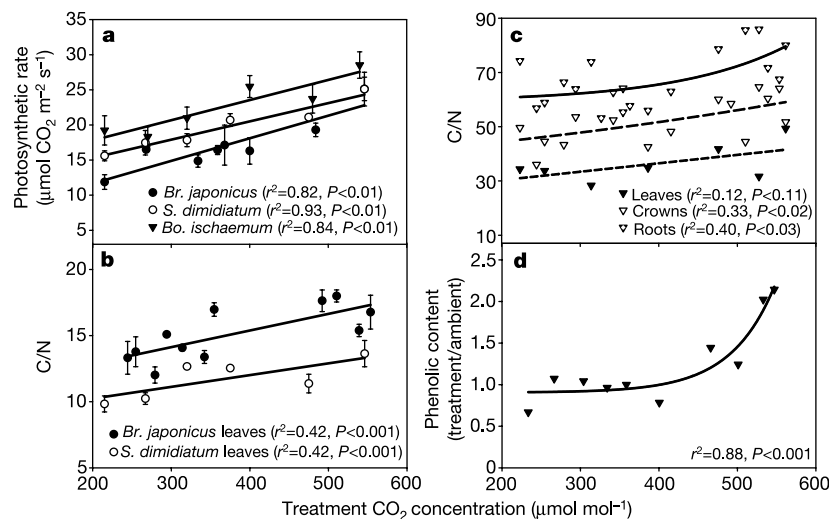 a
Photosynthetic rate
(μmol CO₂ m⁻² s⁻¹)
35
30
25
20
15
10
5
Br. japonicus (r²=0.82, P<0.01)
S. dimidiatum (r²=0.93, P<0.01)
Bo. ischaemum (r²=0.84, P<0.01)
b
C/N
20
15
10
5
Br. japonicus leaves (r²=0.42, P<0.001)
S. dimidiatum leaves (r²=0.42, P<0.001)
200 300 400 500 600
c
C/N
90
70
50
30
10
Leaves (r²=0.12, P<0.11)
Crowns (r²=0.33, P<0.02)
Roots (r²=0.40, P<0.03)
d
Phenolic content
(treatment/ambient)
2.5
2.0
1.5
1.0
0.5
0
r²=0.88, P<0.001
200 300 400 500 600
Treatment CO₂ concentration (μmol mol⁻¹)